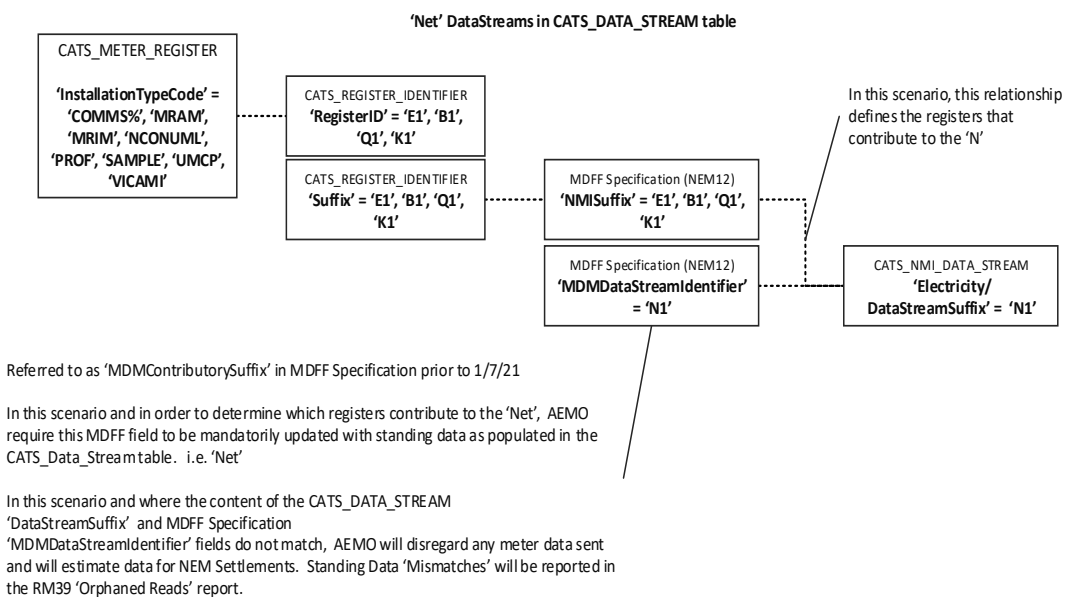 ‘Net’ DataStreams in CATS_DATA_STREAM table
CATS_METER_REGISTER
‘InstallationTypeCode’ =
‘COMMS%’, ‘MRAM’,
‘MRIM’, ‘NCONUML’,
‘PROF’, ‘SAMPLE’, ‘UMCP’,
‘VICAMI’
CATS_REGISTER_IDENTIFIER
‘RegisterID’ = ‘E1’, ‘B1’,
‘Q1’, ‘K1’
CATS_REGISTER_IDENTIFIER
‘Suffix’ = ‘E1’, ‘B1’, ‘Q1’,
‘K1’
MDFF Specification (NEM12)
‘NMISuffix’ = ‘E1’, ‘B1’, ‘Q1’,
‘K1’
MDFF Specification (NEM12)
‘MDMDataStreamIdentifier’
= ‘N1’
In this scenario, this relationship
defines the registers that
contribute to the ‘N’
CATS_NMI_DATA_STREAM
‘Electricity/
DataStreamSuffix’ = ‘N1’
Referred to as ‘MDMContributorySuffix’ in MDFF Specification prior to 1/7/21
In this scenario and in order to determine which registers contribute to the ‘Net’, AEMO
require this MDFF field to be mandatorily updated with standing data as populated in the
CATS_Data_Stream table. i.e. ‘Net’
In this scenario and where the content of the CATS_DATA_STREAM
‘DataStreamSuffix’ and MDFF Specification
‘MDMDataStreamIdentifier’ fields do not match, AEMO will disregard any meter data sent
and will estimate data for NEM Settlements. Standing Data ‘Mismatches’ will be reported in
the RM39 ‘Orphaned Reads’ report.